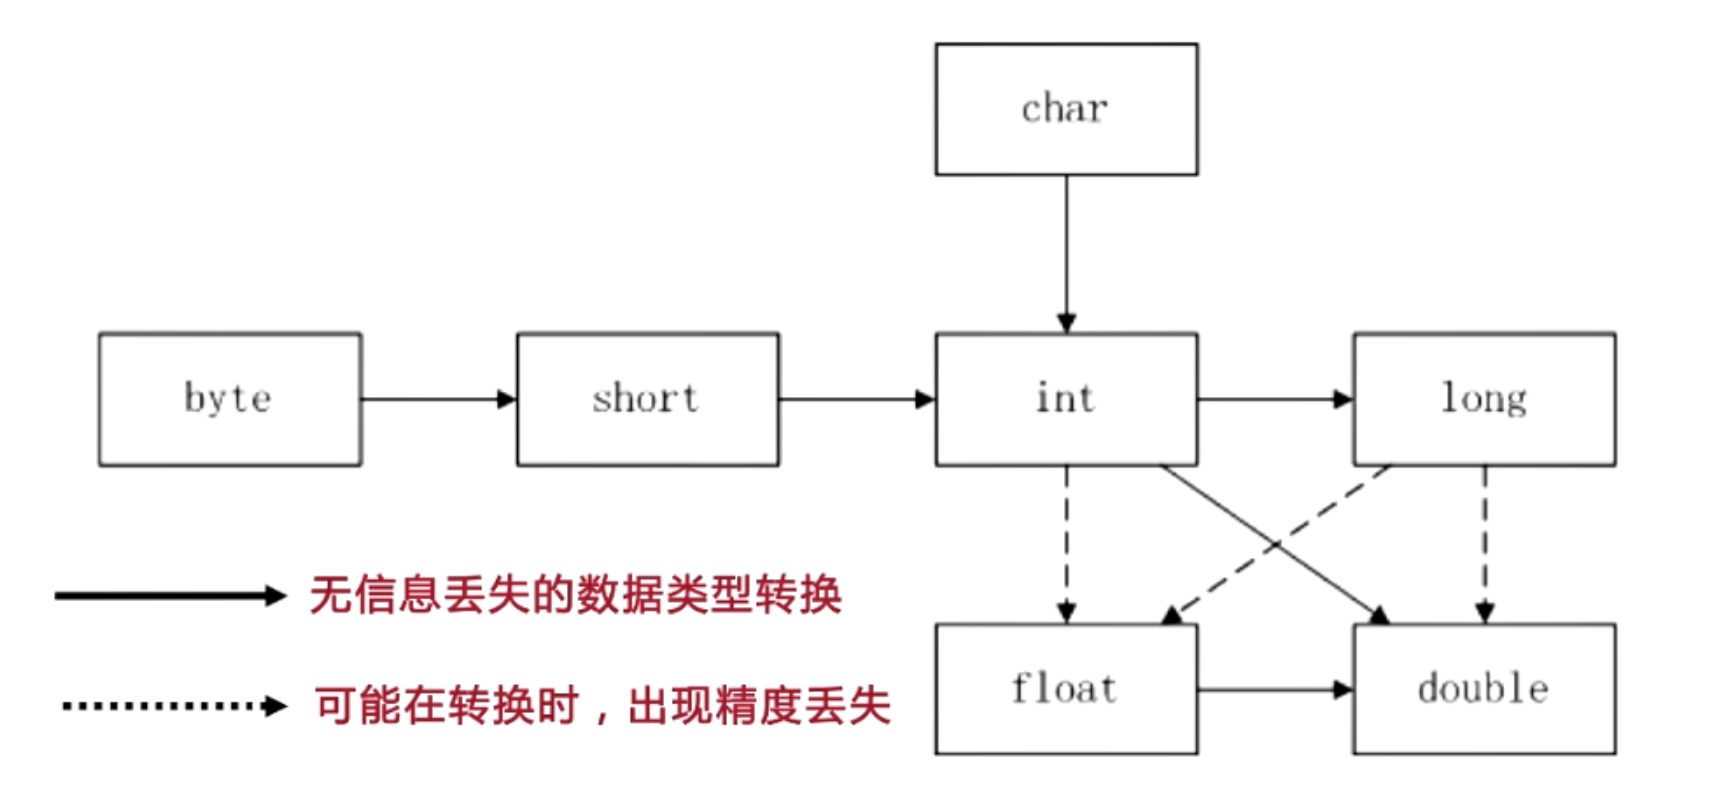 char
byte
short
int
long
无信息丢失的数据类型转换
可能在转换时，出现精度丢失
float
double